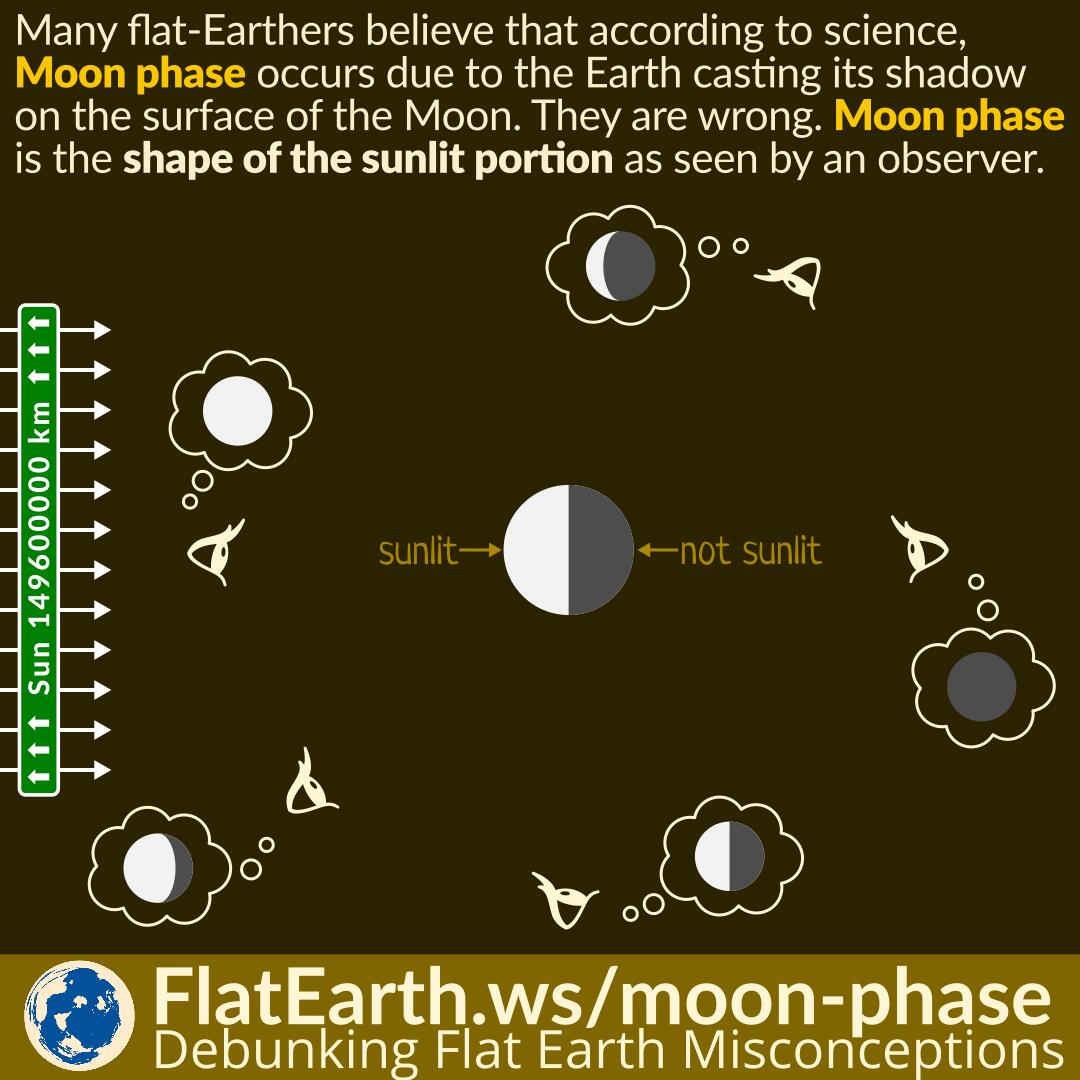 Many flat-Earthers believe that according to science,
Moon phase occurs due to the Earth casting its shadow
on the surface of the Moon. They are wrong. Moon phase
is the shape of the sunlit portion as seen by an observer.
Sun 149600000 km
sunlit
not sunlit
FlatEarth.ws/moon-phase
Debunking Flat Earth Misconceptions